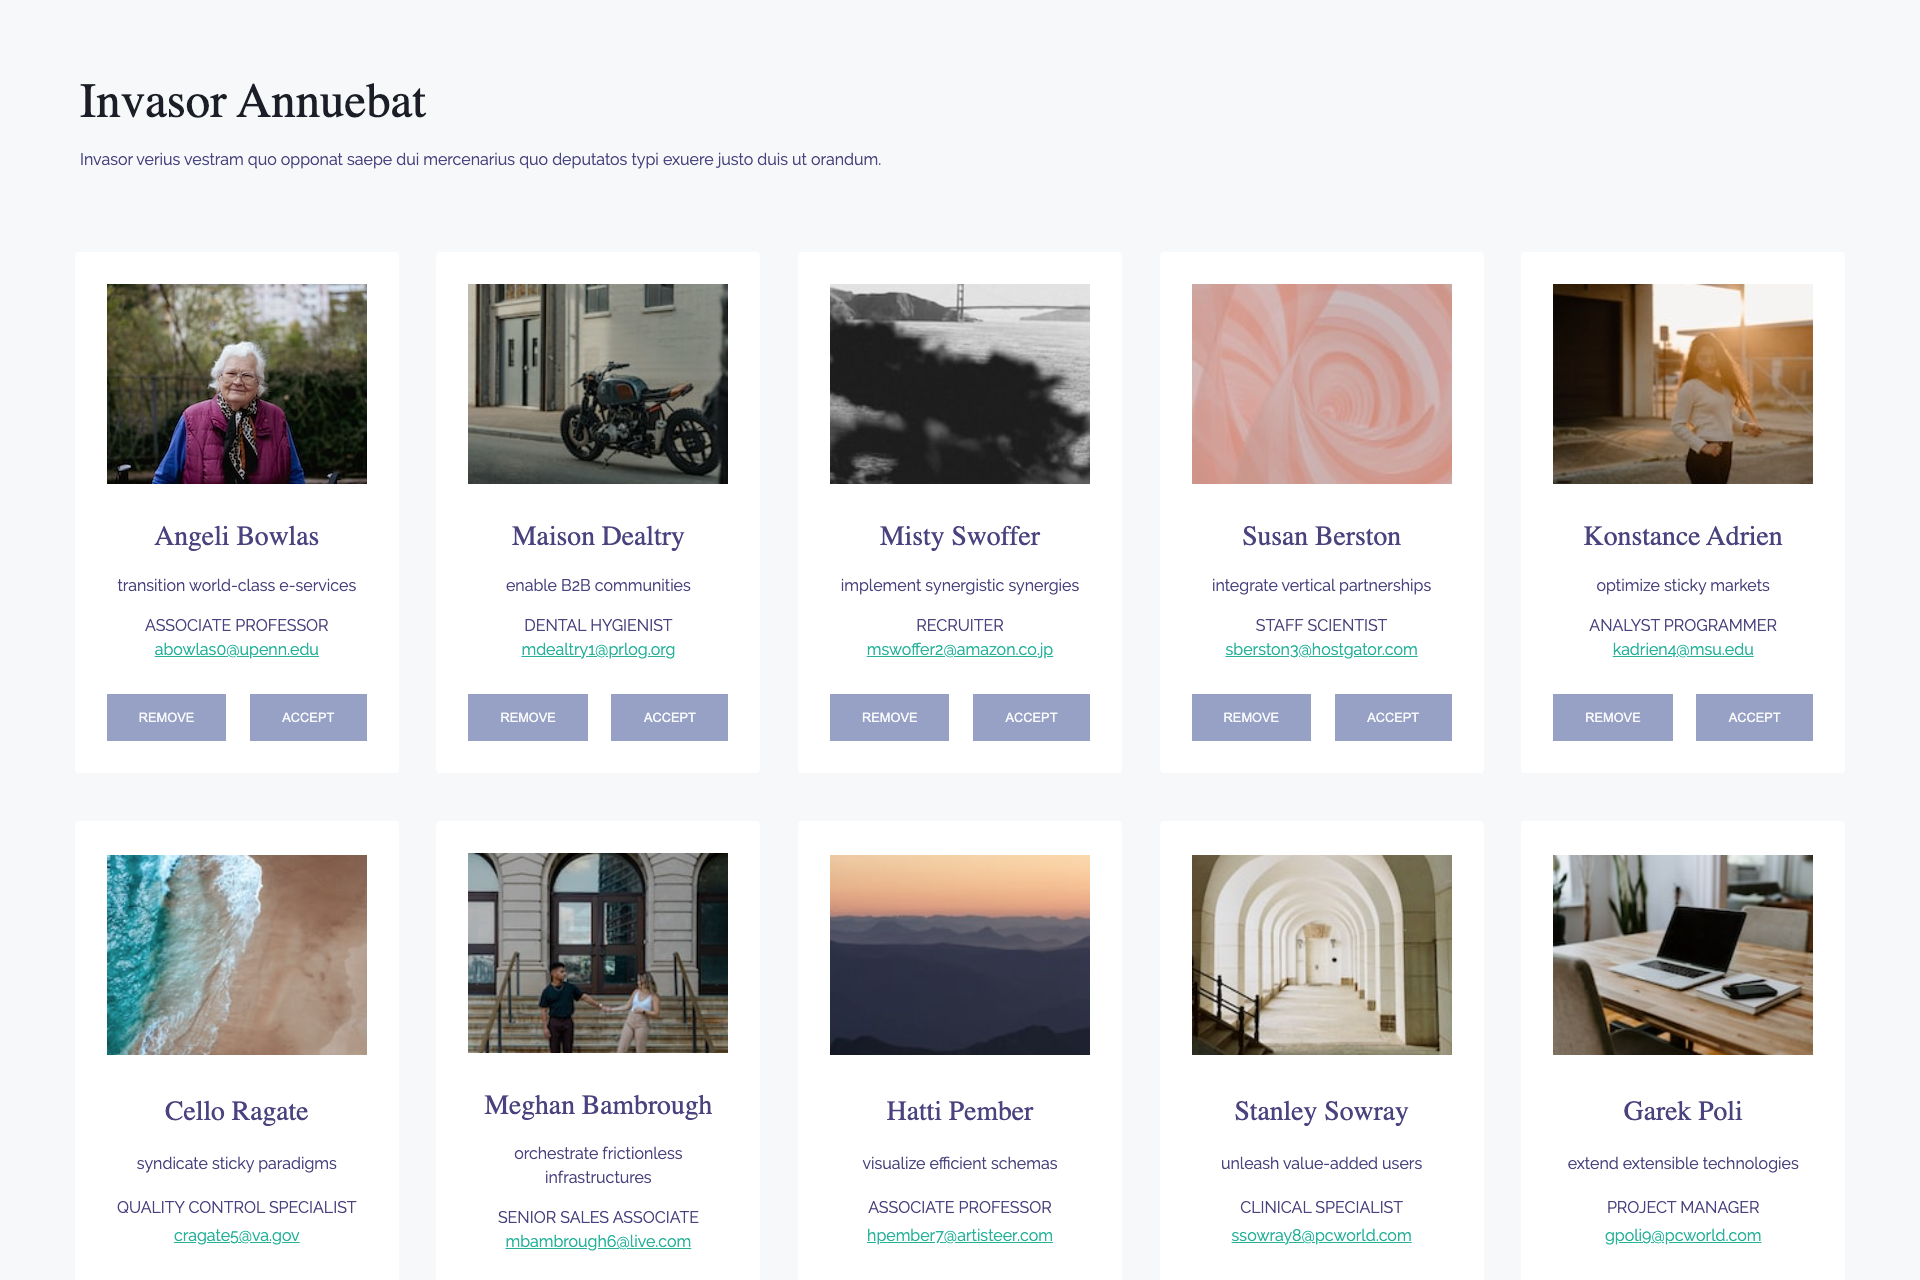 Invasor Annuebat
Invasor verius vestram quo opponat saepe dui mercenarius quo deputatos typi exuere justo duis ut orandum.
Angeli Bowlas
transition world-class e-services
ASSOCIATE PROFESSOR
abowlas0@upenn.edu
REMOVE ACCEPT
Maison Dealtry
enable B2B communities
DENTAL HYGIENIST
mdealtry1@prlog.org
REMOVE ACCEPT
Misty Swoffer
implement synergistic synergies
RECRUITER
mswoffer2@amazon.co.jp
REMOVE ACCEPT
Susan Berston
integrate vertical partnerships
STAFF SCIENTIST
sberston3@hostgator.com
REMOVE ACCEPT
Konstance Adrien
optimize sticky markets
ANALYST PROGRAMMER
kadrien4@msu.edu
REMOVE ACCEPT
Cello Ragate
syndicate sticky paradigms
QUALITY CONTROL SPECIALIST
cragate5@va.gov
Meghan Bambrough
orchestrate frictionless
infrastructures
SENIOR SALES ASSOCIATE
mbambrough6@live.com
Hatti Pember
visualize efficient schemas
ASSOCIATE PROFESSOR
hpember7@artisteer.com
Stanley Sowray
unleash value-added users
CLINICAL SPECIALIST
ssowray8@pcworld.com
Garek Poli
extend extensible technologies
PROJECT MANAGER
gpoli9@pcworld.com